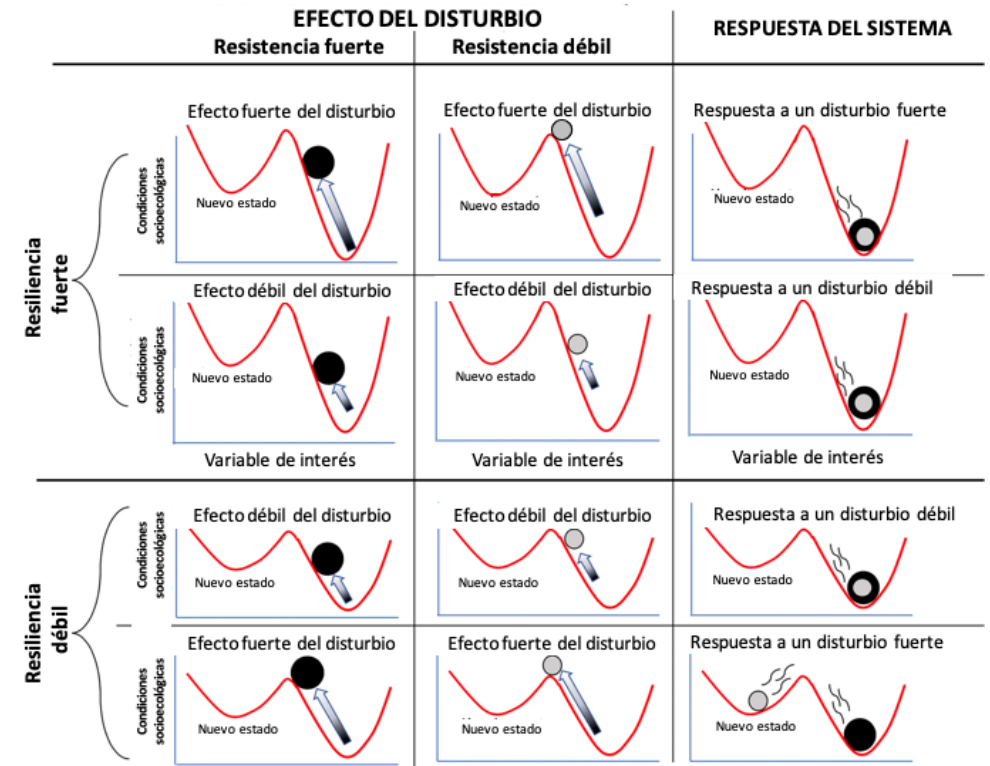 EFECTO DEL DISTURBIO
Resistencia fuerte
Resistencia débil
RESPUESTA DEL SISTEMA
Resiliencia
fuerte
Condiciones
socioecológicas
Efecto fuerte del disturbio
Nuevo estado
Efecto fuerte del disturbio
Nuevo estado
Respuesta a un disturbio fuerte
Nuevo estado
Condiciones
socioecológicas
Efecto débil del disturbio
Nuevo estado
Efecto débil del disturbio
Nuevo estado
Respuesta a un disturbio débil
Nuevo estado
Variable de interés
Variable de interés
Variable de interés
Resiliencia
débil
Condiciones
socioecológicas
Efecto débil del disturbio
Nuevo estado
Efecto débil del disturbio
Nuevo estado
Respuesta a un disturbio débil
Nuevo estado
Condiciones
socioecológicas
Efecto fuerte del disturbio
Nuevo estado
Efecto fuerte del disturbio
Nuevo estado
Respuesta a un disturbio fuerte
Nuevo estado